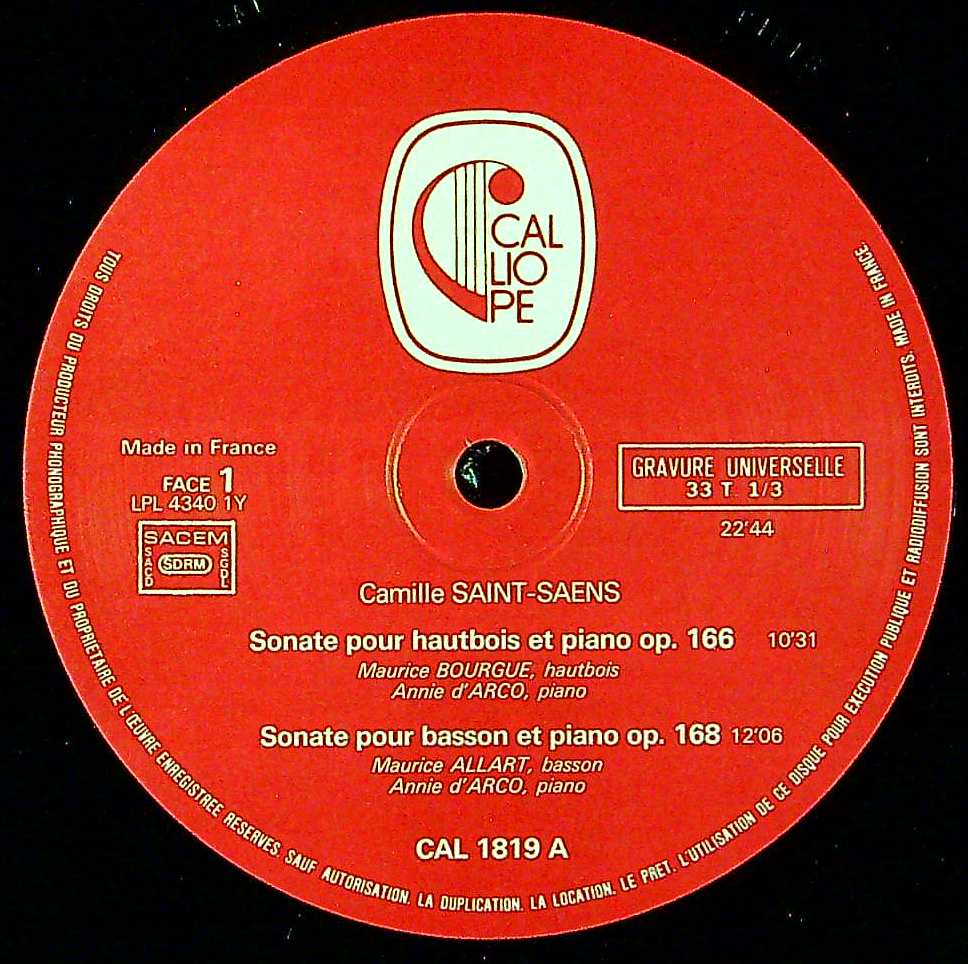 CAL
LIO
PE
Made in France
FACE 1
LPL 4340 1Y
SACEM
SACD
SDRM
SGDL
GRAVURE UNIVERSELLE
33 T 1/3
22'44
Camille SAINT-SAENS
Sonate pour hautbois et piano op. 166 10'31
Maurice BOURGUE, hautbois
Annie d'ARCO, piano
Sonate pour basson et piano op. 168 12'06
Maurice ALLART, basson
Annie d'ARCO, piano
CAL 1819 A
TOUS DROITS OU PRODUCTEUR PHONOGRAPHIQUE ET DU PROPRIETAIRE DE L'ŒUVRE ENREGISTREE RESERVES. SAUF AUTORISATION. LA DUPLICATION. LA LOCATION. LE PRET. L'UTILISATION DE CE DISQUE POUR EXECUTION PUBLIQUE ET RADIODIFFUSION SONT INTERDITS. MADE IN FRANCE.